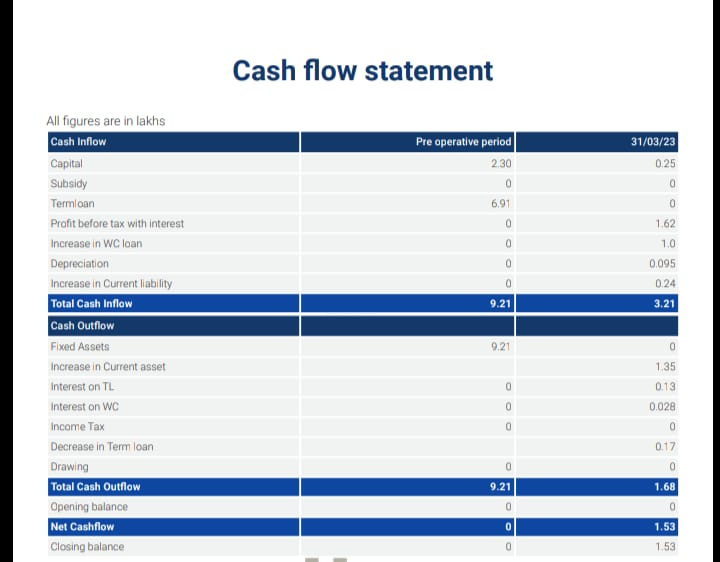 Cash flow statement
All figures are in lakhs
Cash Inflow Pre operative period 31/03/23
Capital 2.30 0.25
Subsidy 0 0
Termloan 6.91 0
Profit before tax with interest 0 1.62
Increase in WC loan 0 1.0
Depreciation 0 0.095
Increase in Current liability 0 0.24
Total Cash Inflow 9.21 3.21
Cash Outflow
Fixed Assets 9.21 0
Increase in Current asset 1.35
Interest on TL 0 0.13
Interest on WC 0 0.028
Income Tax 0 0
Decrease in Term loan 0.17
Drawing 0 0
Total Cash Outflow 9.21 1.68
Opening balance 0 0
Net Cashflow 0 1.53
Closing balance 0 1.53